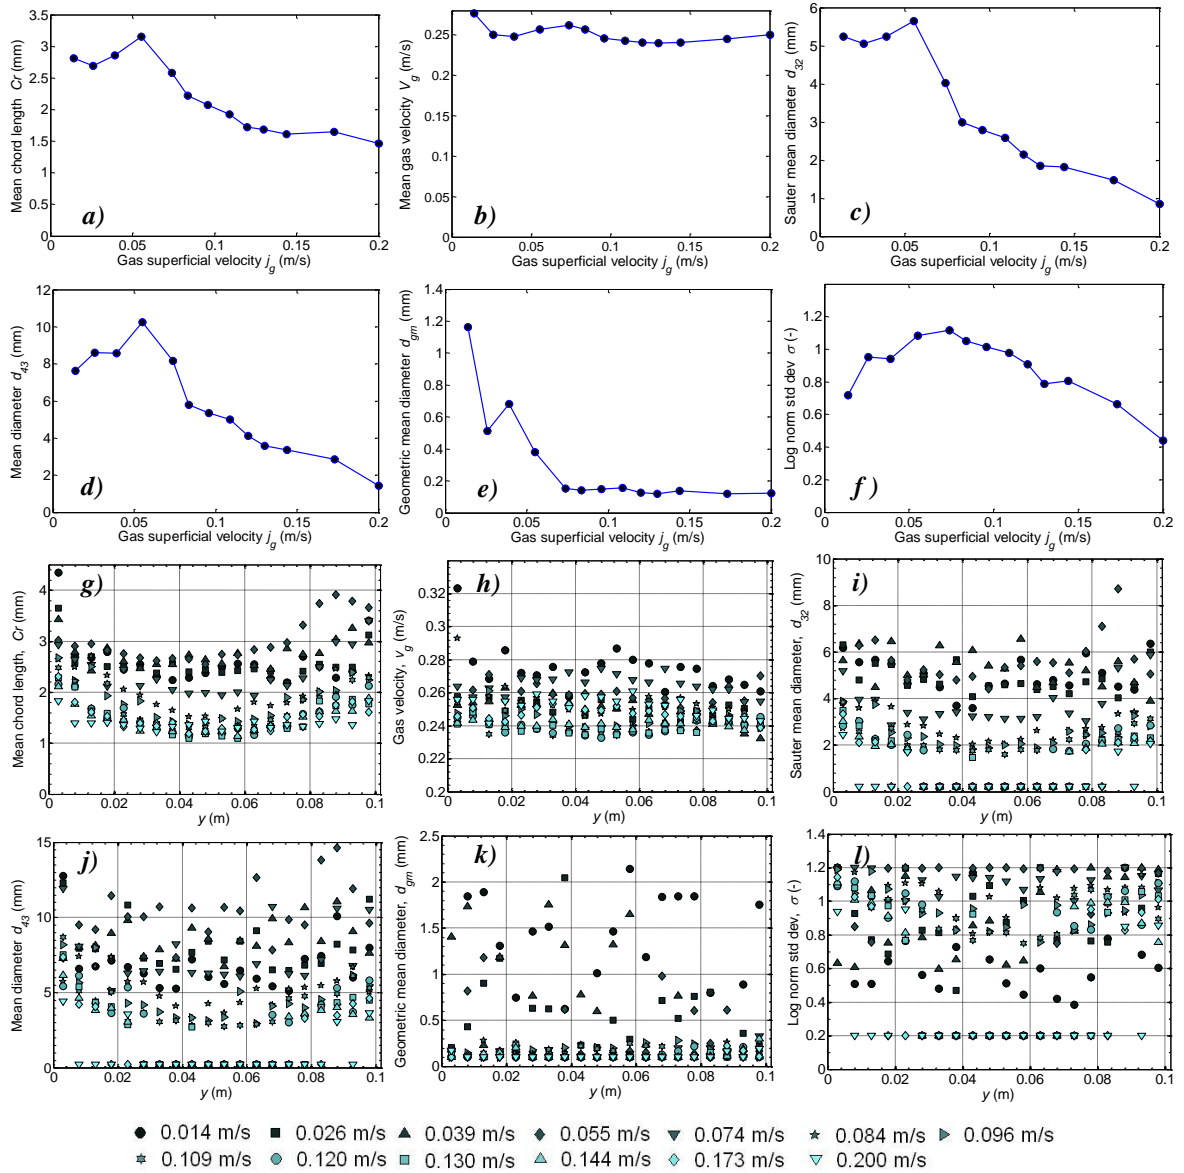 3.5
3
2.5
2
1.5
1
0.5
0
Mean chord length Cr (mm)
a)
0 0.05 0.1 0.15 0.2
Gas superficial velocity jg (m/s)
0.25
0.2
0.15
0.1
0.05
0
Mean gas velocity Vg (m/s)
b)
0 0.05 0.1 0.15 0.2
Gas superficial velocity jg (m/s)
6
5
4
3
2
1
0
Sauter mean diameter d32 (mm)
c)
0 0.05 0.1 0.15 0.2
Gas superficial velocity jg (m/s)
12
10
8
6
4
2
0
Mean diameter d43 (mm)
d)
0 0.05 0.1 0.15 0.2
Gas superficial velocity jg (m/s)
1.4
1.2
1
0.8
0.6
0.4
0.2
0
Geometric mean diameter dgm (mm)
e)
0 0.05 0.1 0.15 0.2
Gas superficial velocity jg (m/s)
1.2
1
0.8
0.6
0.4
0.2
0
Log norm std dev σ (-)
f)
0 0.05 0.1 0.15 0.2
Gas superficial velocity jg (m/s)
4
3
2
1
0
Mean chord length, Cr (mm)
g)
0 0.02 0.04 0.06 0.08 0.1
y (m)
0.32
0.3
0.28
0.26
0.24
0.22
0.2
Gas velocity, vg (m/s)
h)
0 0.02 0.04 0.06 0.08 0.1
y (m)
10
8
6
4
2
0
Sauter mean diameter, d32 (mm)
i)
0 0.02 0.04 0.06 0.08 0.1
y (m)
15
10
5
0
Mean diameter d43 (mm)
j)
0 0.02 0.04 0.06 0.08 0.1
y (m)
2.5
2
1.5
1
0.5
0
Geometric mean diameter, dgm (mm)
k)
0 0.02 0.04 0.06 0.08 0.1
y (m)
1.4
1.2
1
0.8
0.6
0.4
0.2
0
Log norm std dev, σ (-)
l)
0 0.02 0.04 0.06 0.08 0.1
y (m)
0.014 m/s 0.026 m/s 0.039 m/s 0.055 m/s 0.074 m/s 0.084 m/s 0.096 m/s
0.109 m/s 0.120 m/s 0.130 m/s 0.144 m/s 0.173 m/s 0.200 m/s